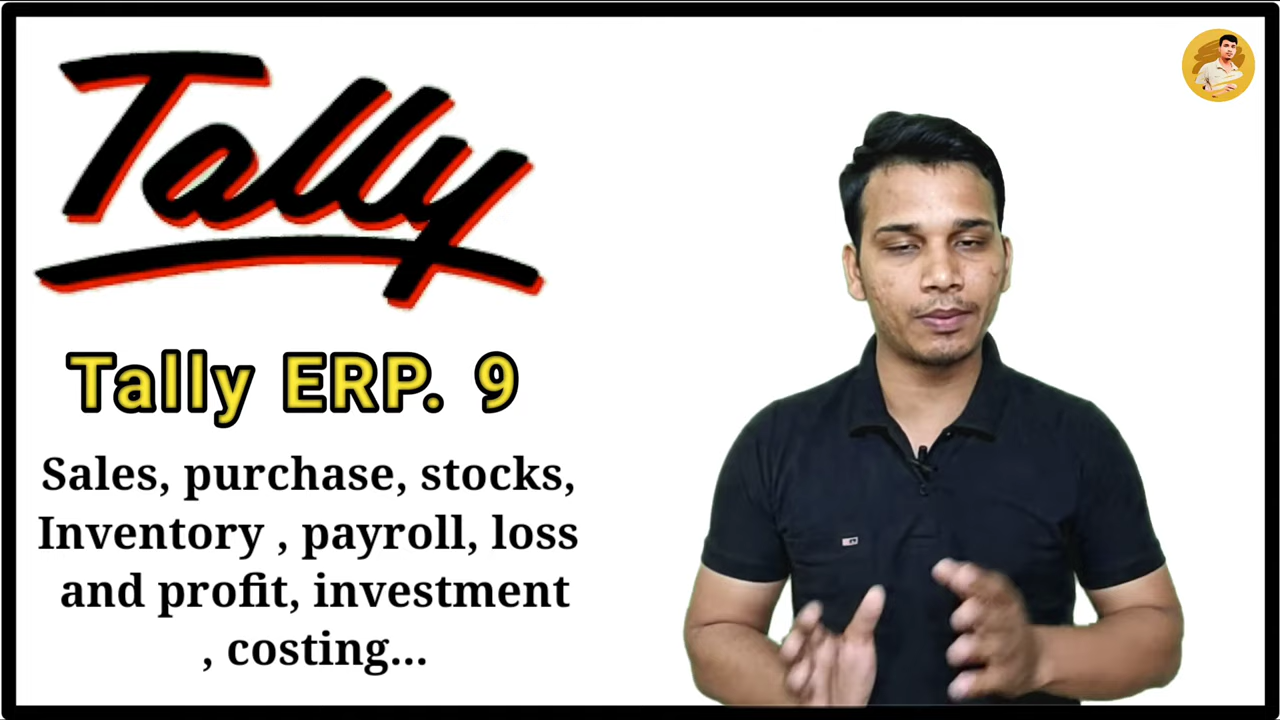 Tally
Tally ERP. 9
Sales, purchase, stocks,
Inventory , payroll, loss
and profit, investment
, costing...